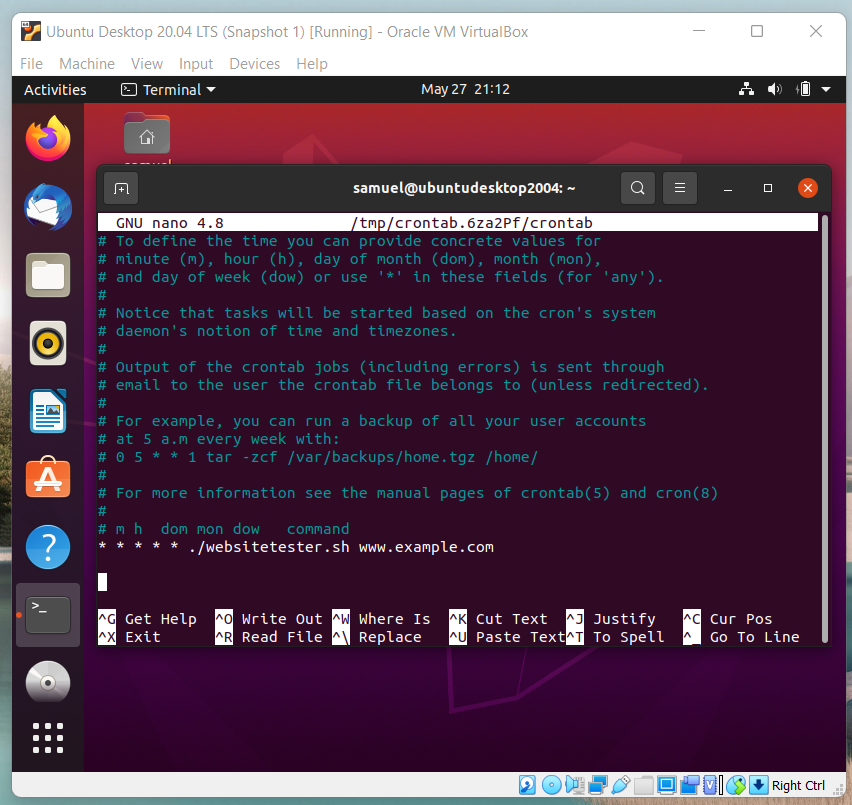 Ubuntu Desktop 20.04 LTS (Snapshot 1) [Running] - Oracle VM VirtualBox
File Machine View Input Devices Help
Activities Terminal May 27 21:12
samuel@ubuntudesktop2004: ~
GNU nano 4.8 /tmp/crontab.6za2Pf/crontab
# To define the time you can provide concrete values for
# minute (m), hour (h), day of month (dom), month (mon),
# and day of week (dow) or use '*' in these fields (for 'any').
#
# Notice that tasks will be started based on the cron's system
# daemon's notion of time and timezones.
#
# Output of the crontab jobs (including errors) is sent through
# email to the user the crontab file belongs to (unless redirected).
#
# For example, you can run a backup of all your user accounts
# at 5 a.m every week with:
# 0 5 * * 1 tar -zcf /var/backups/home.tgz /home/
#
# For more information see the manual pages of crontab(5) and cron(8)
#
# m h  dom mon dow   command
* * * * * ./websitetester.sh www.example.com
^G Get Help ^O Write Out ^W Where Is ^K Cut Text ^J Justify ^C Cur Pos
^X Exit ^R Read File ^\ Replace ^U Paste Text ^T To Spell ^_ Go To Line
Right Ctrl